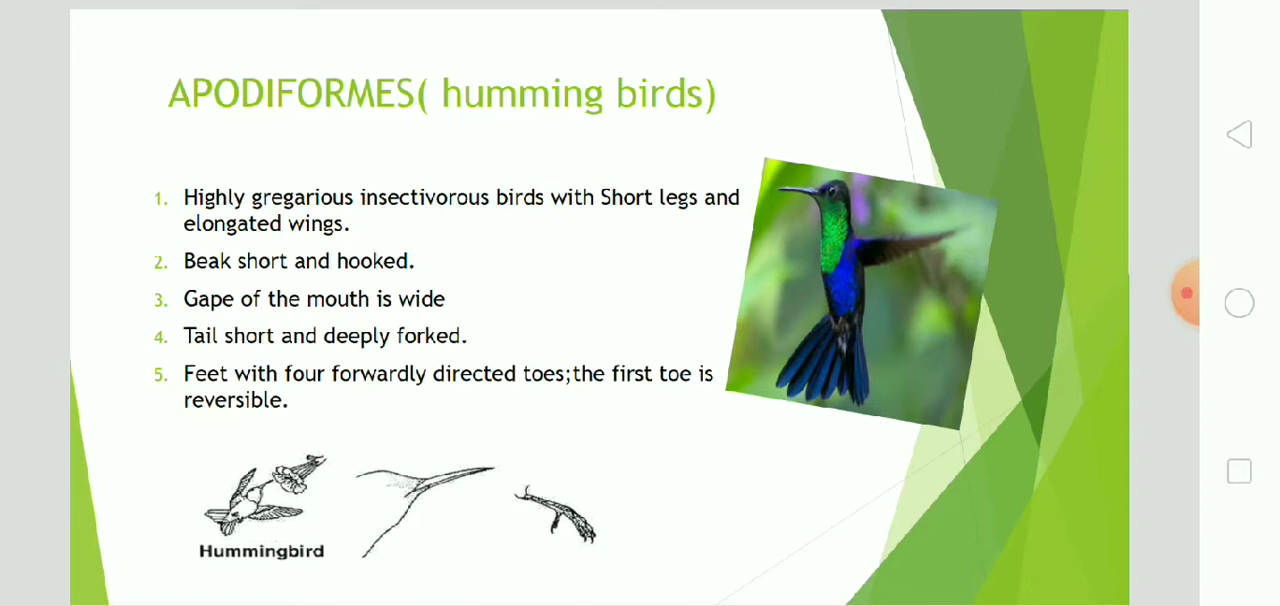 APODIFORMES( humming birds)
1. Highly gregarious insectivorous birds with Short legs and
elongated wings.
2. Beak short and hooked.
3. Gape of the mouth is wide
4. Tail short and deeply forked.
5. Feet with four forwardly directed toes;the first toe is
reversible.
Hummingbird